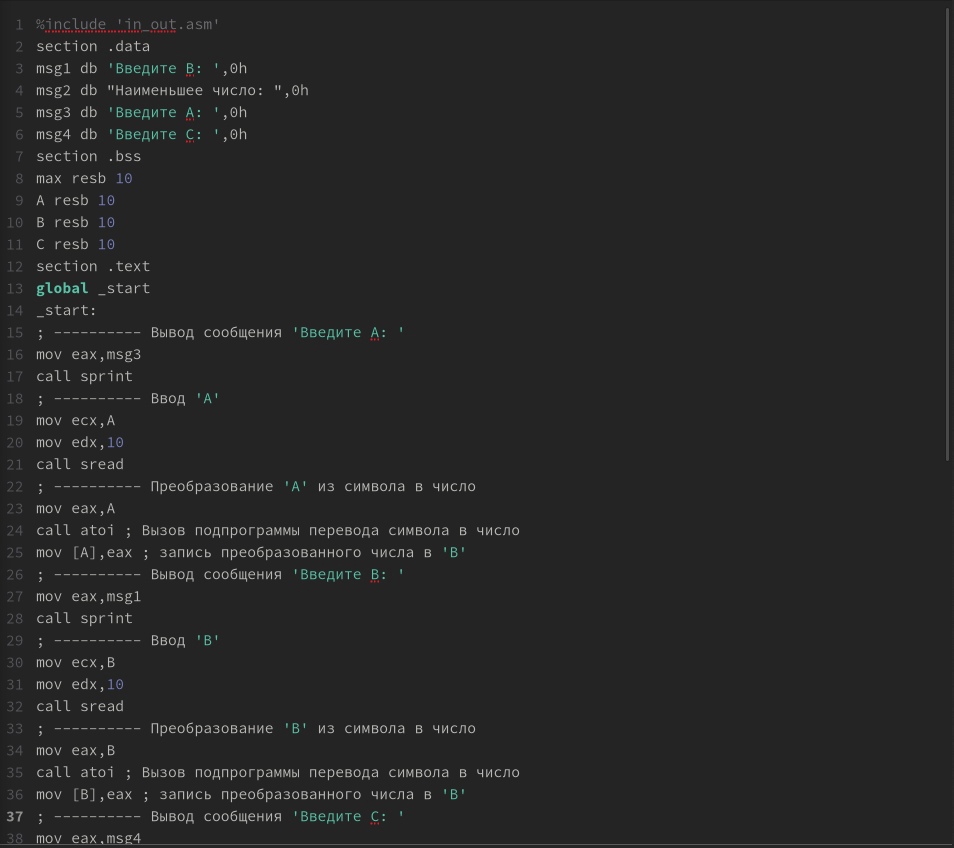 1 %include 'in_out.asm'
2 section .data
3 msg1 db 'Введите B: ',0h
4 msg2 db "Наименьшее число: ",0h
5 msg3 db 'Введите A: ',0h
6 msg4 db 'Введите C: ',0h
7 section .bss
8 max resb 10
9 A resb 10
10 B resb 10
11 C resb 10
12 section .text
13 global _start
14 _start:
15 ; ---------- Вывод сообщения 'Введите A: '
16 mov eax,msg3
17 call sprint
18 ; ---------- Ввод 'A'
19 mov ecx,A
20 mov edx,10
21 call sread
22 ; ---------- Преобразование 'A' из символа в число
23 mov eax,A
24 call atoi ; Вызов подпрограммы перевода символа в число
25 mov [A],eax ; запись преобразованного числа в 'B'
26 ; ---------- Вывод сообщения 'Введите B: '
27 mov eax,msg1
28 call sprint
29 ; ---------- Ввод 'B'
30 mov ecx,B
31 mov edx,10
32 call sread
33 ; ---------- Преобразование 'B' из символа в число
34 mov eax,B
35 call atoi ; Вызов подпрограммы перевода символа в число
36 mov [B],eax ; запись преобразованного числа в 'B'
37 ; ---------- Вывод сообщения 'Введите C: '
38 mov eax,msg4